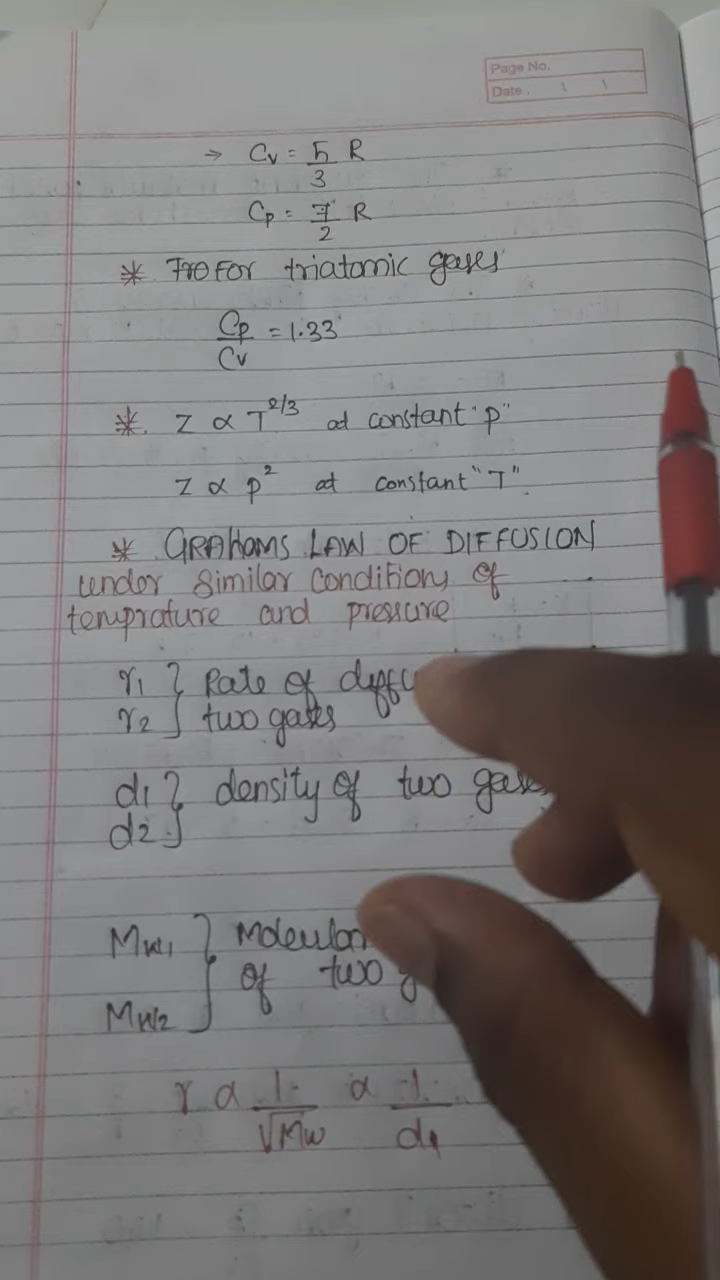 Page No.
Date.
→ Cv = 5/3 R
Cp = 7/2 R
* For triatomic gases
Cp/Cv = 1.33
* Z ∝ T^2/3 at constant "p"
Z ∝ p² at constant "T"
* GRAHAMS LAW OF DIFFUSION
under similar conditions of
temprature and pressure
r1 } Rate of
r2 } two gases
d1 } density of two
d2 }
Mw1 }
of two
Mw2 }
r ∝ 1/√Mw ∝ 1/d1